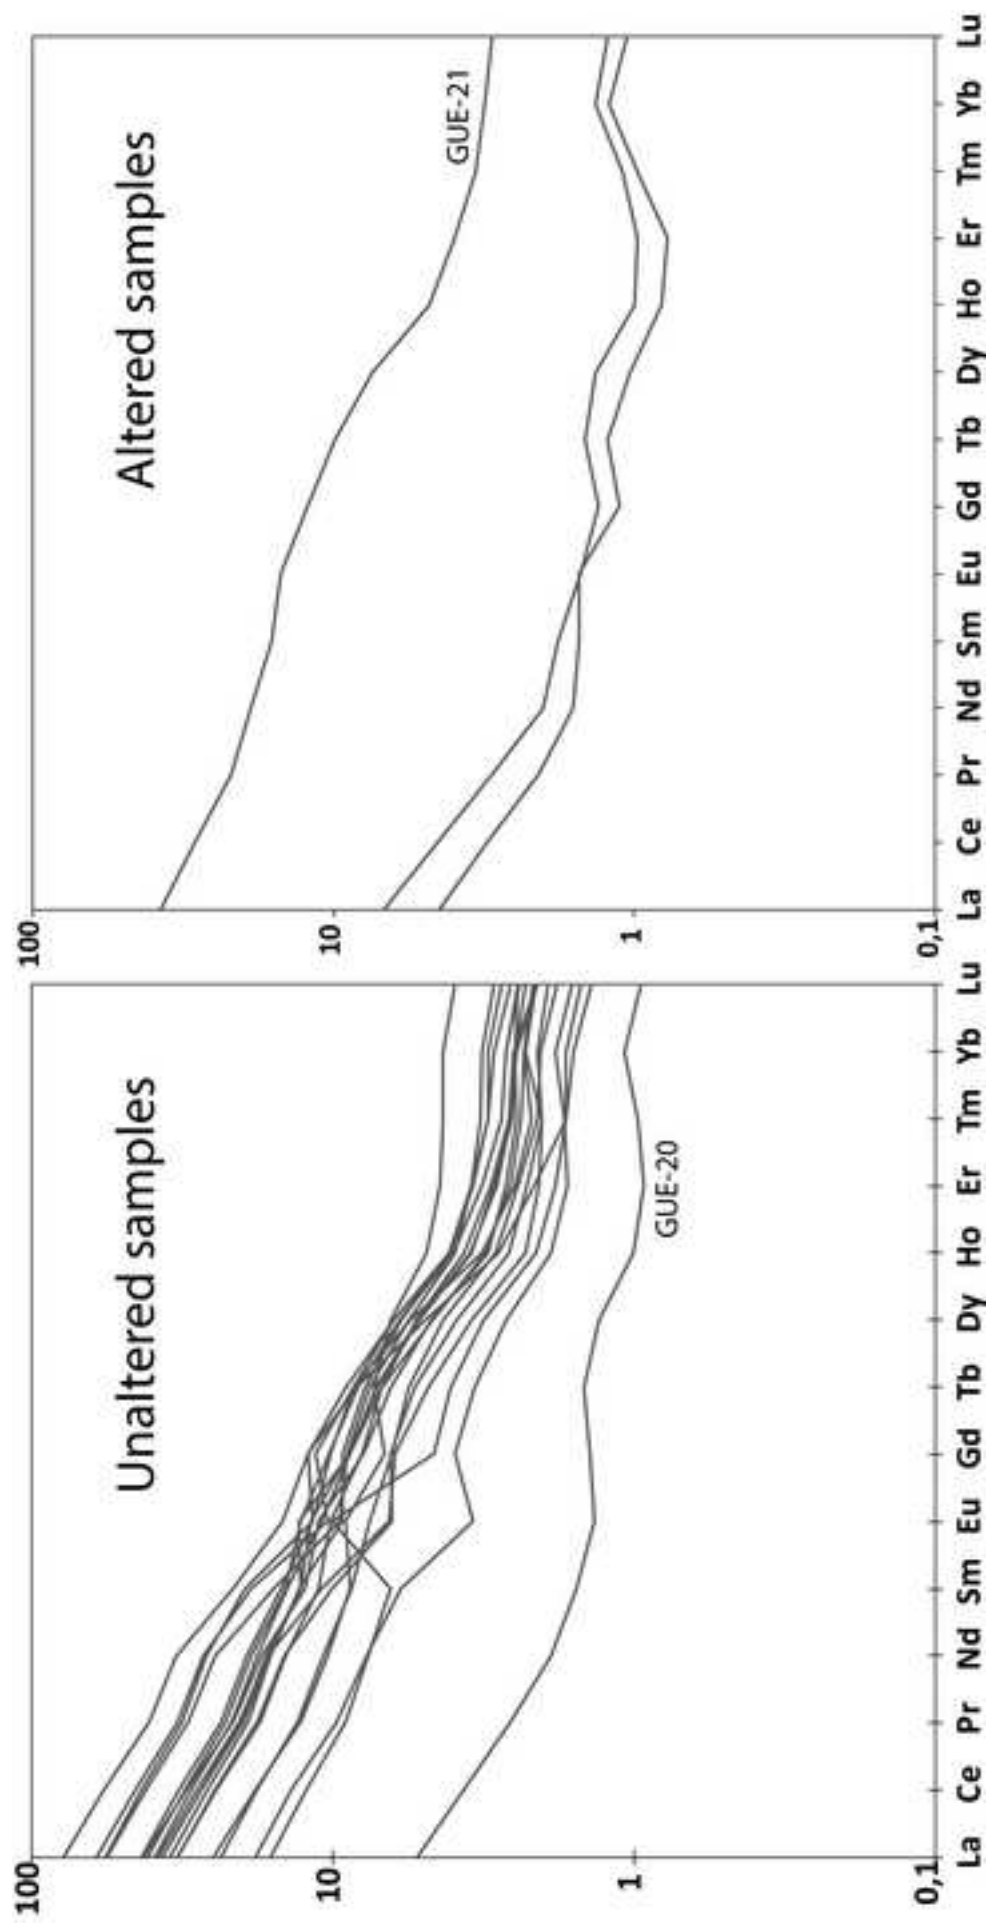 Unaltered samples
100
10
1
0,1
GUE-20
La Ce Pr Nd Sm Eu Gd Tb Dy Ho Er Tm Yb Lu
Altered samples
100
10
1
0,1
GUE-21
La Ce Pr Nd Sm Eu Gd Tb Dy Ho Er Tm Yb Lu